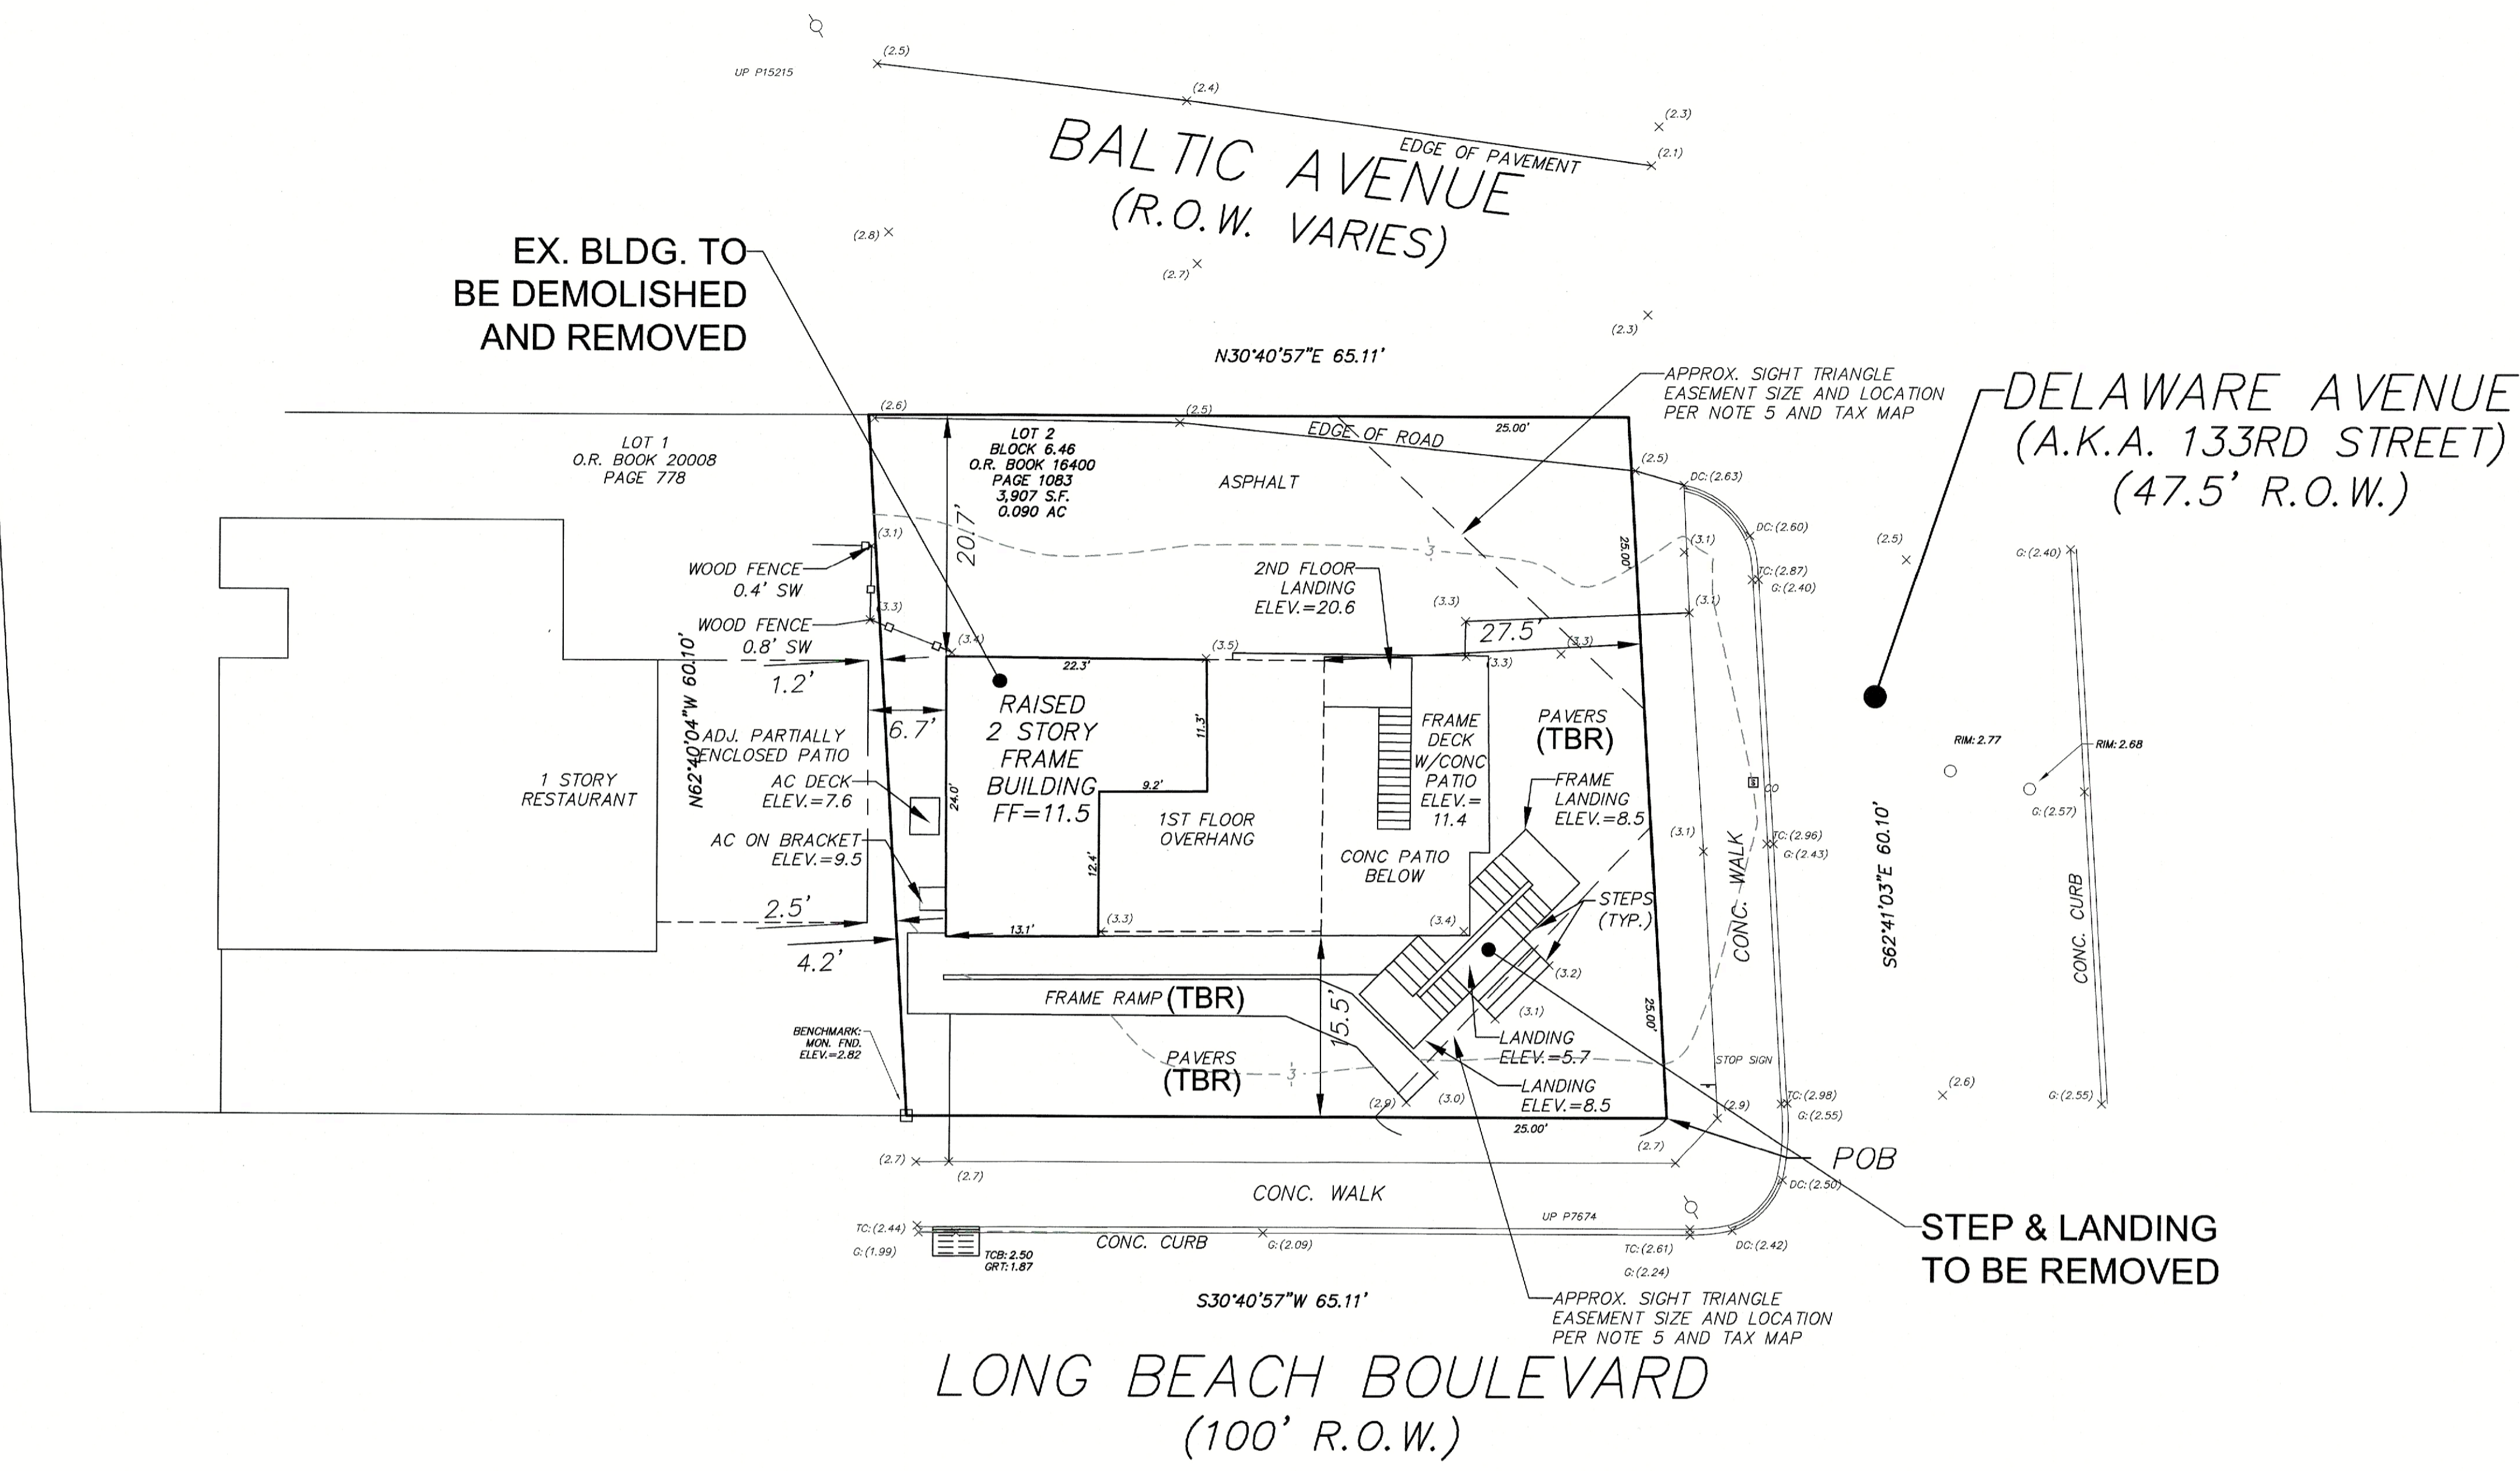 (2.5)
UP P15215
(2.4)
(2.3)
(2.1)
EDGE OF PAVEMENT
BALTIC AVENUE
(R.O.W. VARIES)
(2.8)
(2.7)
(2.3)
EX. BLDG. TO
BE DEMOLISHED
AND REMOVED
N30°40'57"E 65.11'
APPROX. SIGHT TRIANGLE
EASEMENT SIZE AND LOCATION
PER NOTE 5 AND TAX MAP
DELAWARE AVENUE
(A.K.A. 133RD STREET)
(47.5' R.O.W.)
(2.6)
(2.5)
25.00'
EDGE OF ROAD
LOT 1
O.R. BOOK 20008
PAGE 778
LOT 2
BLOCK 6.46
O.R. BOOK 16400
PAGE 1083
3,907 S.F.
0.090 AC
ASPHALT
(2.5)
DC:(2.63)
DC:(2.60)
20.7'
(3.1)
3
25.00'
(3.1)
(2.5)
G:(2.40)
WOOD FENCE
0.4' SW
2ND FLOOR
LANDING
ELEV.=20.6
TC:(2.87)
G:(2.40)
(3.3)
(3.3)
(3.1)
WOOD FENCE
0.8' SW
(3.4)
(3.5)
27.5'
(3.3)
(3.3)
22.3'
1.2'
N62°40'04"W 60.10'
6.7'
RAISED
2 STORY
FRAME
BUILDING
FF=11.5
11.3'
FRAME
DECK
W/CONC
PATIO
ELEV.=
11.4
PAVERS
(TBR)
ADJ. PARTIALLY
ENCLOSED PATIO
1 STORY
RESTAURANT
AC DECK
ELEV.=7.6
24.0'
9.2'
FRAME
LANDING
ELEV.=8.5
RIM:2.77
RIM:2.68
CO
G:(2.57)
1ST FLOOR
OVERHANG
(3.1)
TC:(2.96)
G:(2.43)
AC ON BRACKET
ELEV.=9.5
12.4'
CONC PATIO
BELOW
CONC. WALK
S62°41'03"E 60.10'
CONC. CURB
2.5'
(3.3)
(3.4)
STEPS
(TYP.)
13.1'
4.2'
(3.2)
FRAME RAMP (TBR)
15.5'
(3.1)
25.00'
BENCHMARK:
MON. FND.
ELEV.=2.82
LANDING
ELEV.=5.7
STOP SIGN
PAVERS
(TBR)
3
LANDING
ELEV.=8.5
(2.9)
(3.0)
(2.9)
TC:(2.98)
G:(2.55)
(2.6)
G:(2.55)
25.00'
(2.7)
(2.7)
(2.7)
POB
DC:(2.50)
CONC. WALK
UP P7674
TC:(2.44)
G:(1.99)
TCB:2.50
GRT:1.87
CONC. CURB
G:(2.09)
TC:(2.61)
G:(2.24)
DC:(2.42)
STEP & LANDING
TO BE REMOVED
S30°40'57"W 65.11'
APPROX. SIGHT TRIANGLE
EASEMENT SIZE AND LOCATION
PER NOTE 5 AND TAX MAP
LONG BEACH BOULEVARD
(100' R.O.W.)